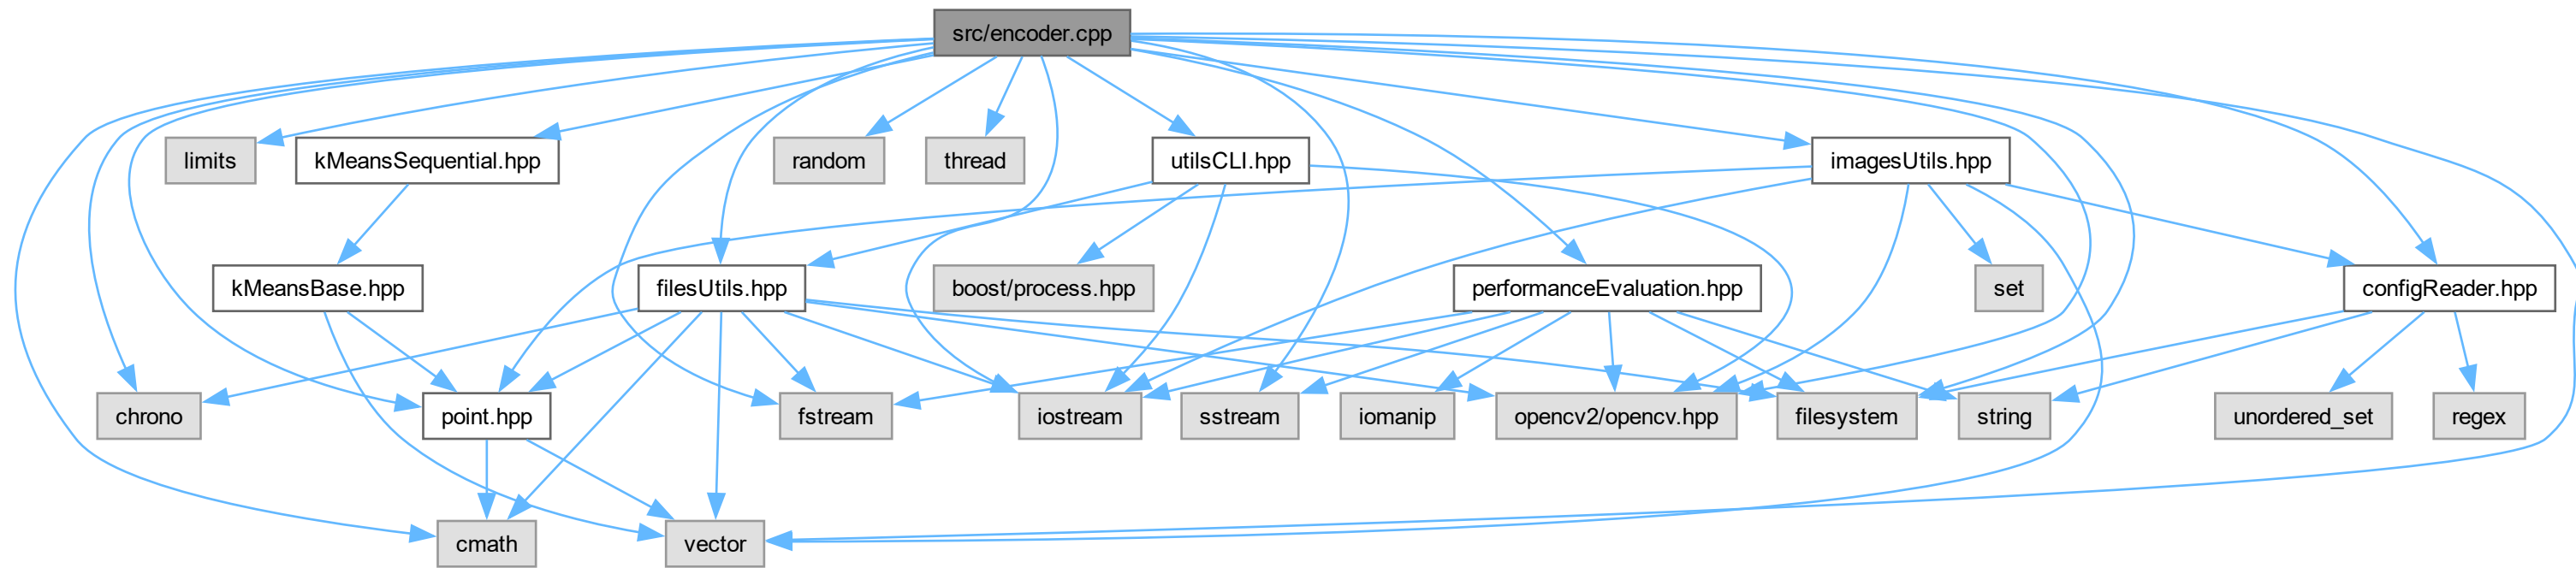 src/encoder.cpp
limits
kMeansSequential.hpp
random
thread
utilsCLI.hpp
imagesUtils.hpp
kMeansBase.hpp
filesUtils.hpp
boost/process.hpp
performanceEvaluation.hpp
set
configReader.hpp
chrono
point.hpp
fstream
iostream
sstream
iomanip
opencv2/opencv.hpp
filesystem
string
unordered_set
regex
cmath
vector